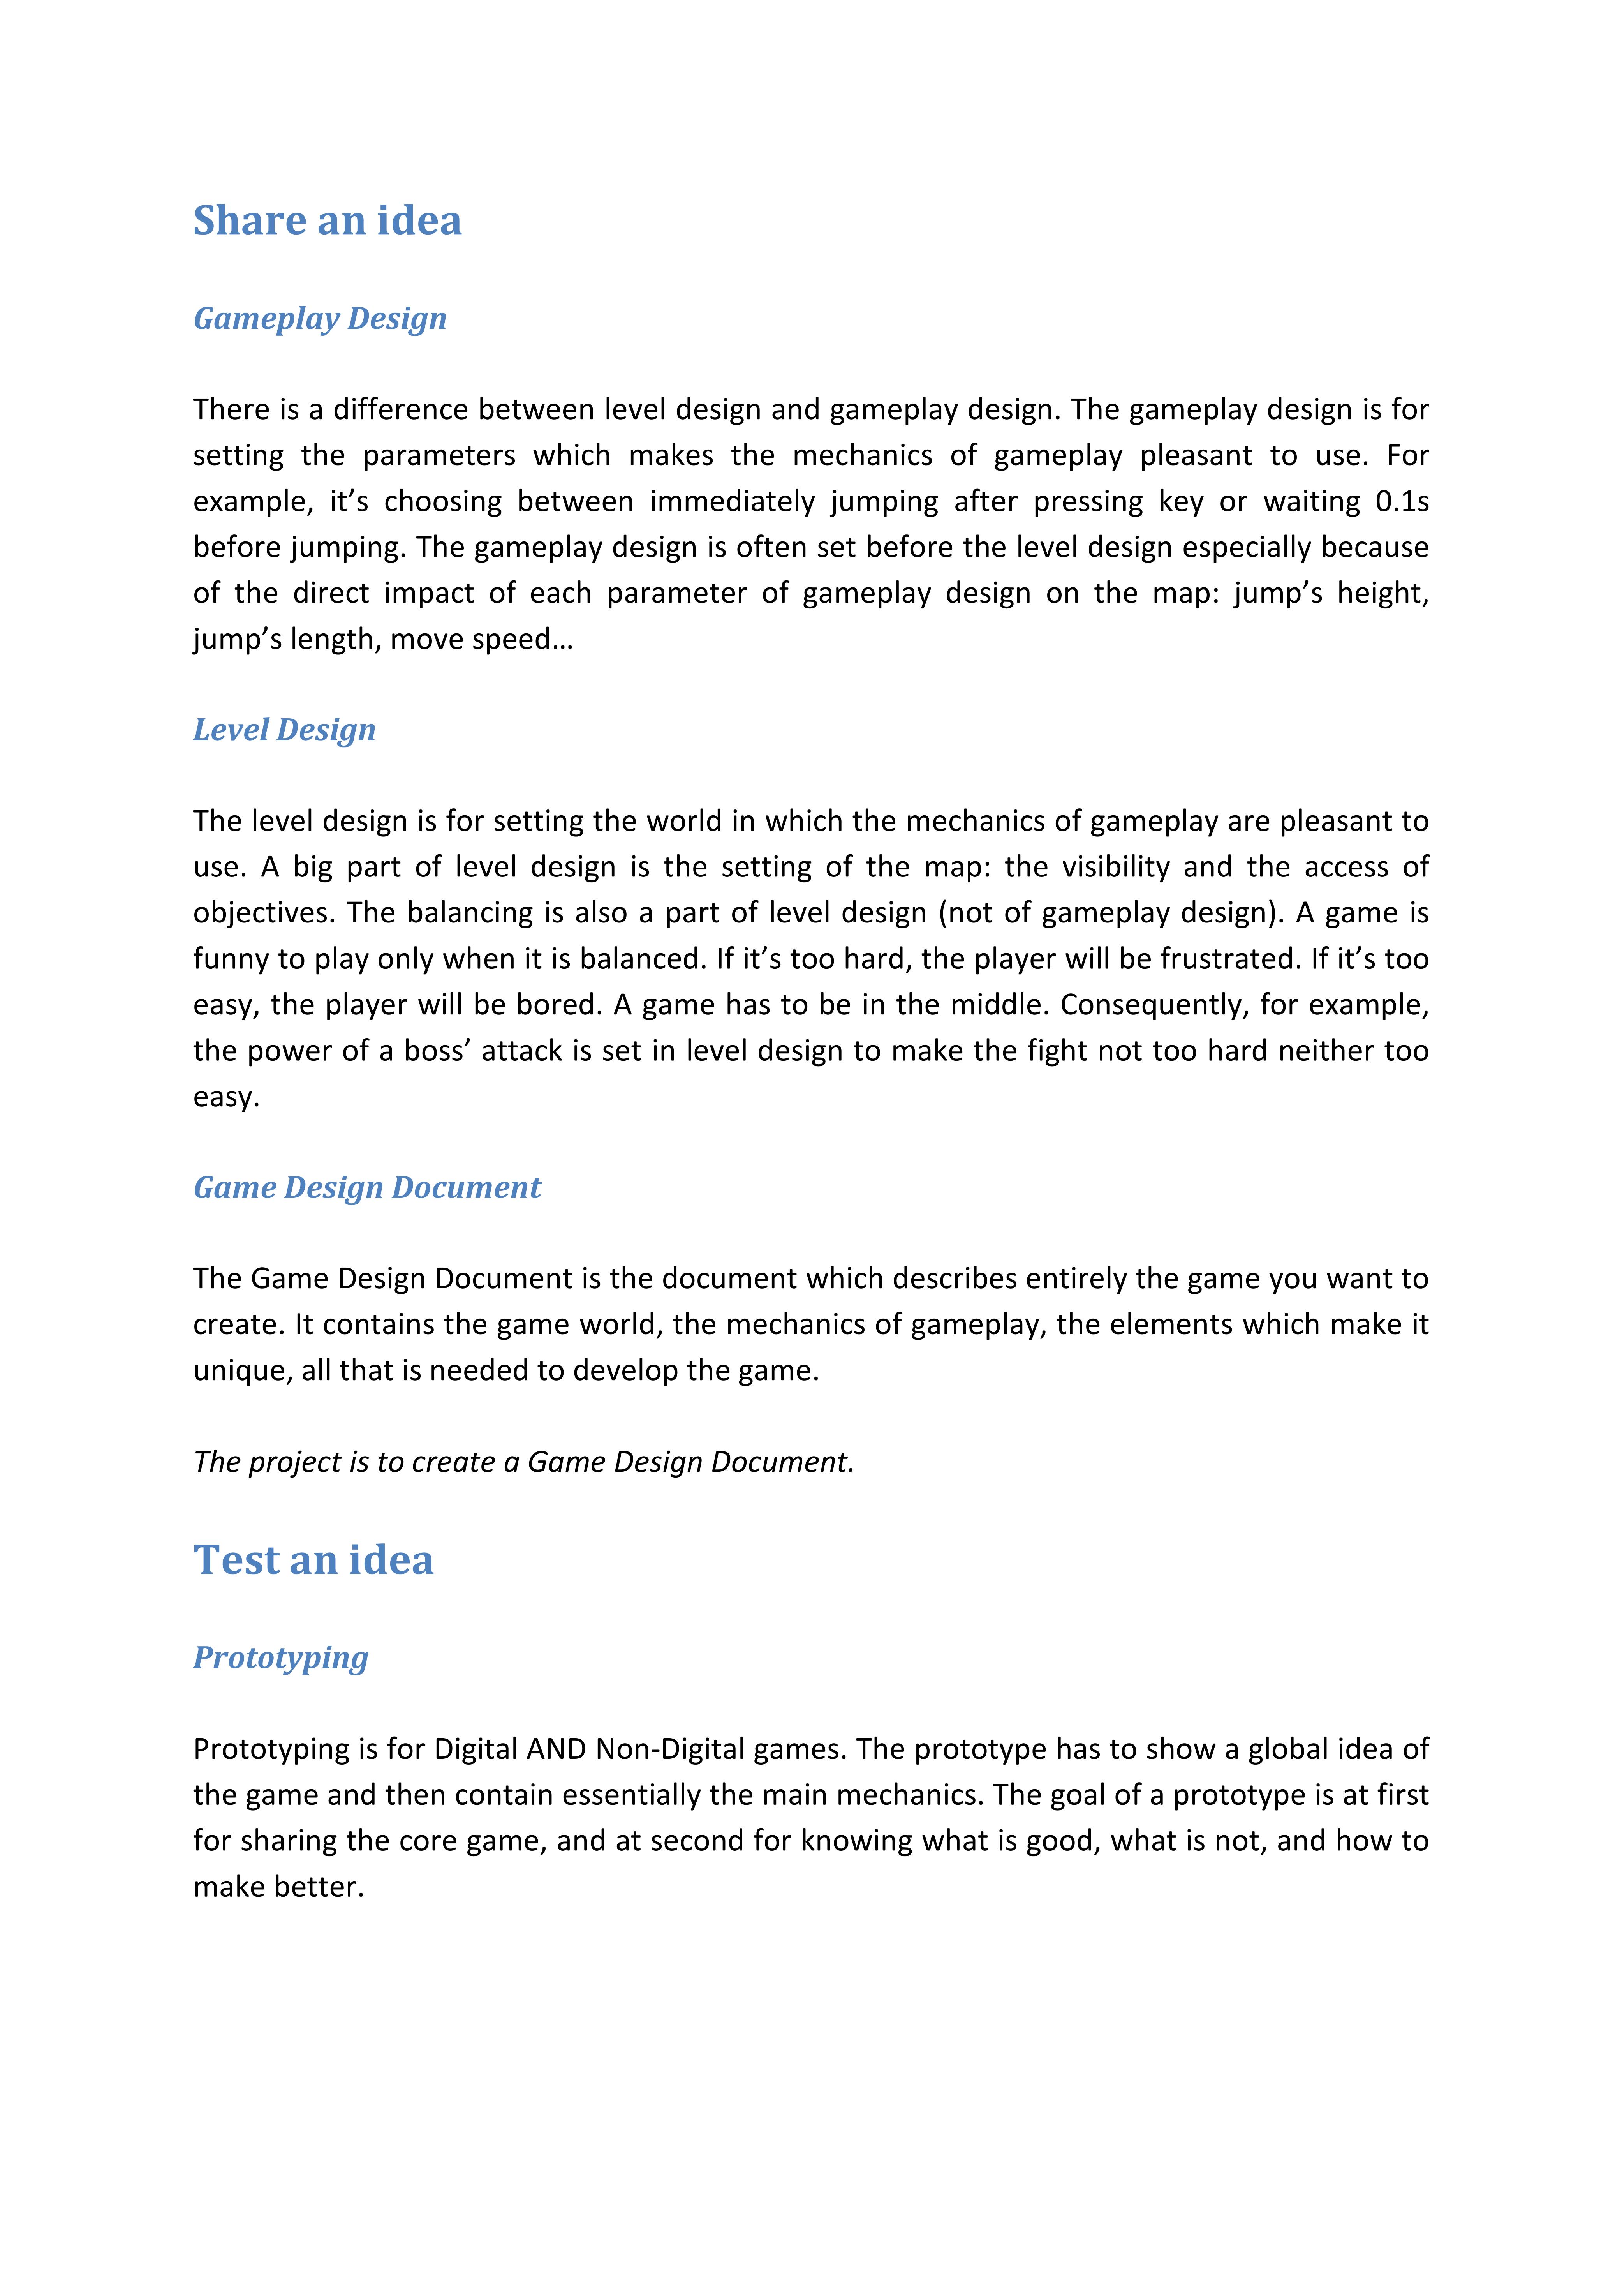 Share an idea
Gameplay Design
There is a difference between level design and gameplay design. The gameplay design is for
setting the parameters which makes the mechanics of gameplay pleasant to use. For
example, it’s choosing between immediately jumping after pressing key or waiting 0.1s
before jumping. The gameplay design is often set before the level design especially because
of the direct impact of each parameter of gameplay design on the map: jump’s height,
jump’s length, move speed…
Level Design
The level design is for setting the world in which the mechanics of gameplay are pleasant to
use. A big part of level design is the setting of the map: the visibility and the access of
objectives. The balancing is also a part of level design (not of gameplay design). A game is
funny to play only when it is balanced. If it’s too hard, the player will be frustrated. If it’s too
easy, the player will be bored. A game has to be in the middle. Consequently, for example,
the power of a boss’ attack is set in level design to make the fight not too hard neither too
easy.
Game Design Document
The Game Design Document is the document which describes entirely the game you want to
create. It contains the game world, the mechanics of gameplay, the elements which make it
unique, all that is needed to develop the game.
The project is to create a Game Design Document.
Test an idea
Prototyping
Prototyping is for Digital AND Non-Digital games. The prototype has to show a global idea of
the game and then contain essentially the main mechanics. The goal of a prototype is at first
for sharing the core game, and at second for knowing what is good, what is not, and how to
make better.